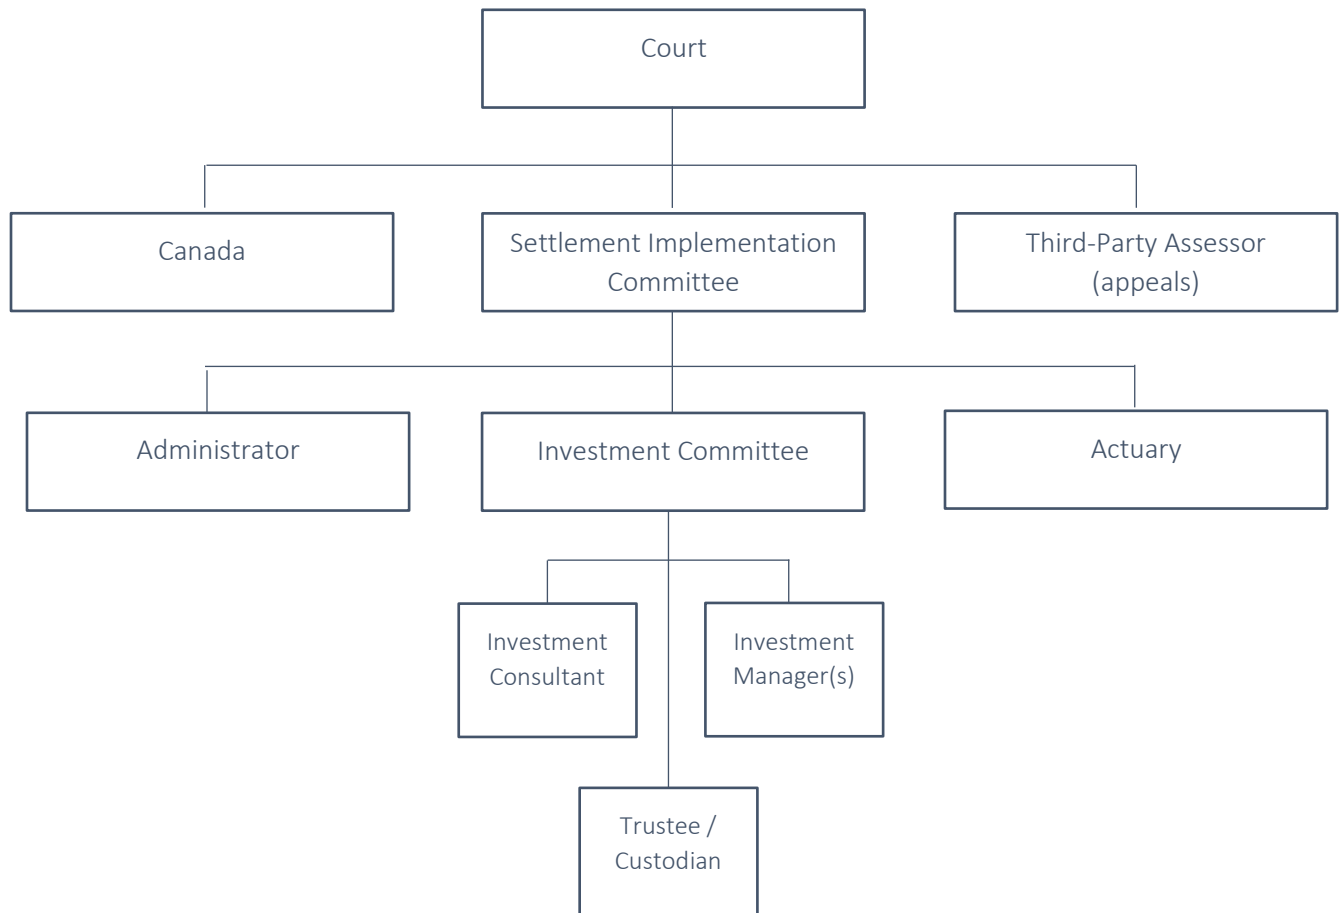 Court
Canada
Settlement Implementation
Committee
Third-Party Assessor
(appeals)
Administrator
Investment Committee
Actuary
Investment
Consultant
Investment
Manager(s)
Trustee /
Custodian